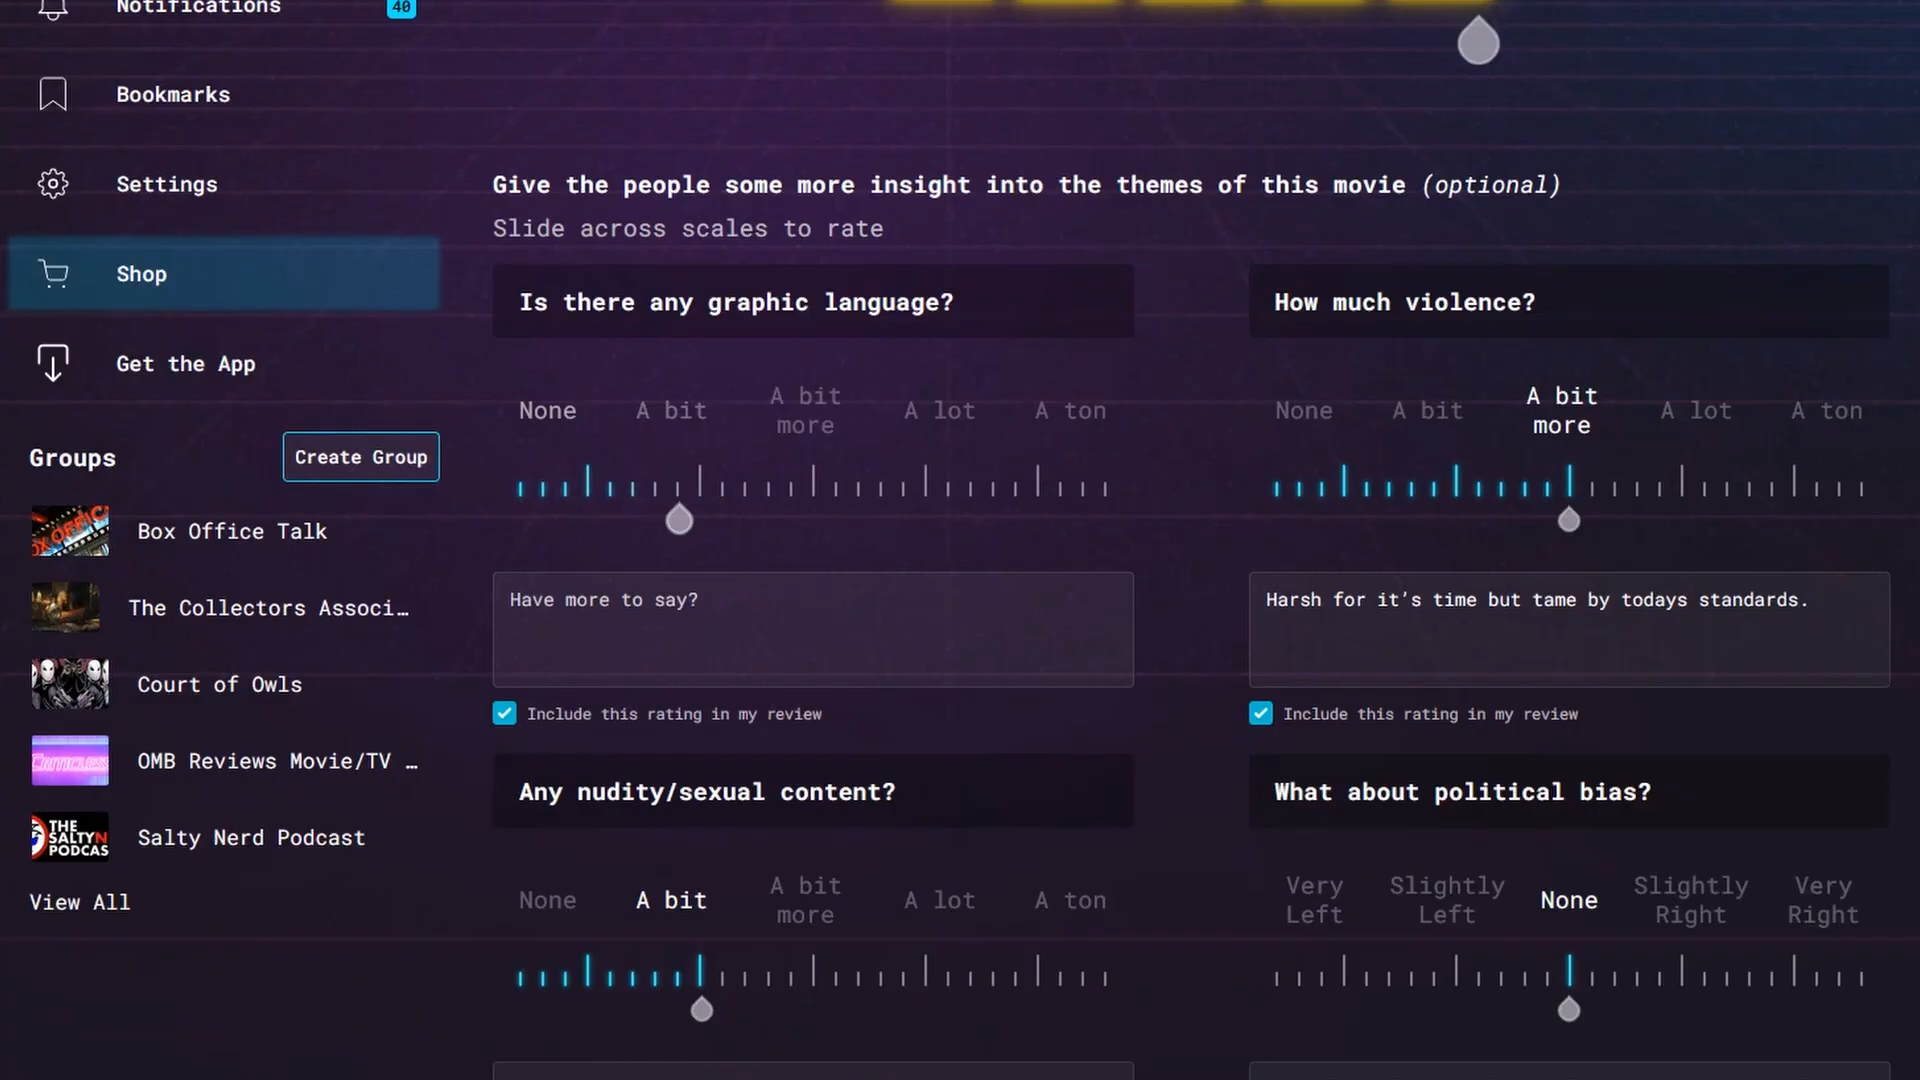 Notifications
40
Bookmarks
Settings
Shop
Get the App
Groups
Create Group
BOX OFFIC
Box Office Talk
The Collectors Associ…
Court of Owls
CRITICLESS
OMB Reviews Movie/TV …
THE
SALTYN
PODCAS
Salty Nerd Podcast
View All
Give the people some more insight into the themes of this movie (optional)
Slide across scales to rate
Is there any graphic language?
None
A bit
A bit
more
A lot
A ton
Have more to say?
Include this rating in my review
How much violence?
None
A bit
A bit
more
A lot
A ton
Harsh for it's time but tame by todays standards.
Include this rating in my review
Any nudity/sexual content?
None
A bit
A bit
more
A lot
A ton
What about political bias?
Very
Left
Slightly
Left
None
Slightly
Right
Very
Right